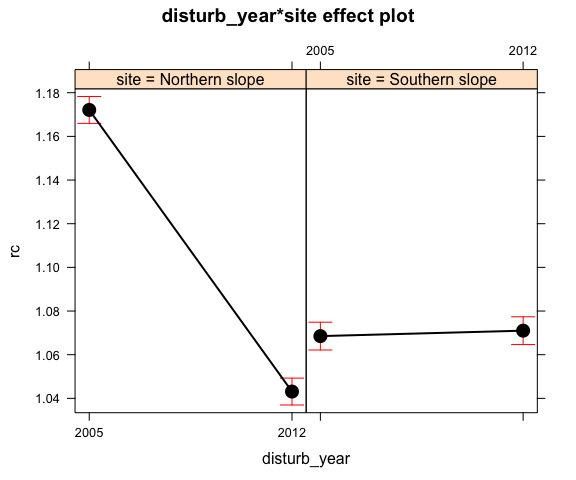 disturb_year*site effect plot
2005 2012
site = Northern slope site = Southern slope
1.18
1.16
1.14
1.12
1.10
1.08
1.06
1.04
rc
2005 2012
disturb_year